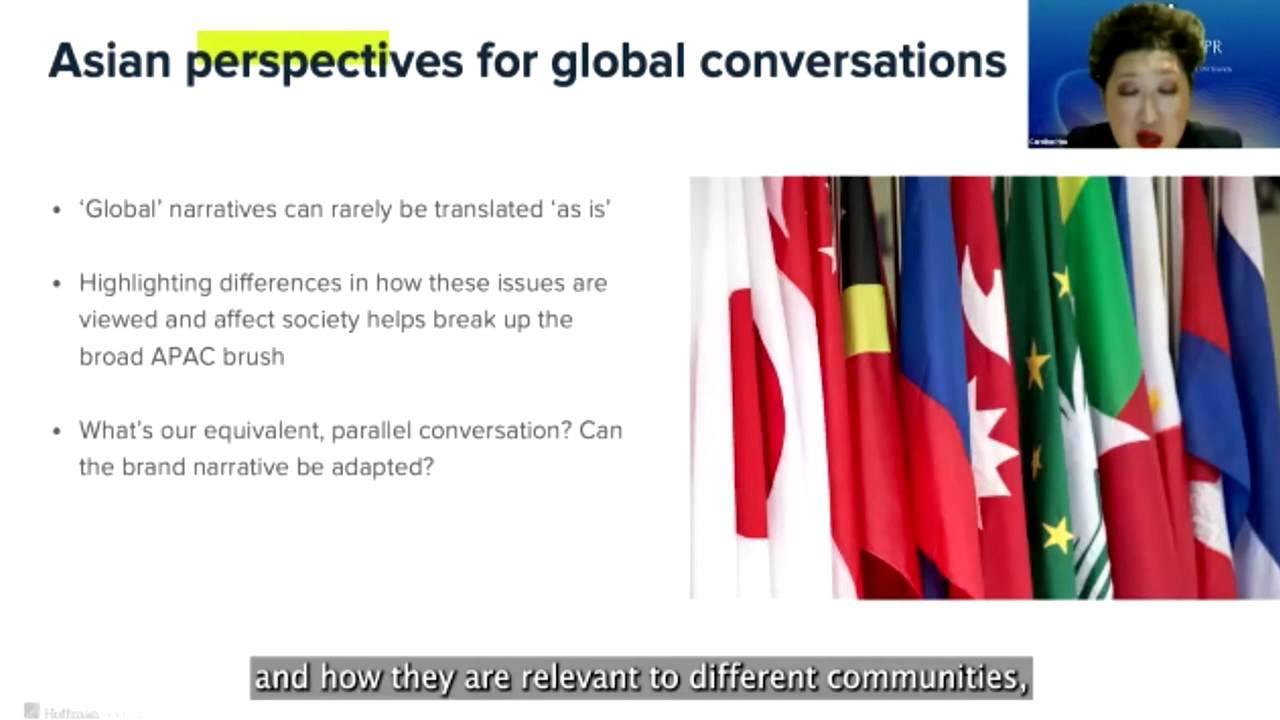 Asian perspectives for global conversations
PR
• ‘Global’ narratives can rarely be translated ‘as is’
• Highlighting differences in how these issues are
viewed and affect society helps break up the
broad APAC brush
• What’s our equivalent, parallel conversation? Can
the brand narrative be adapted?
and how they are relevant to different communities,
Hoffman